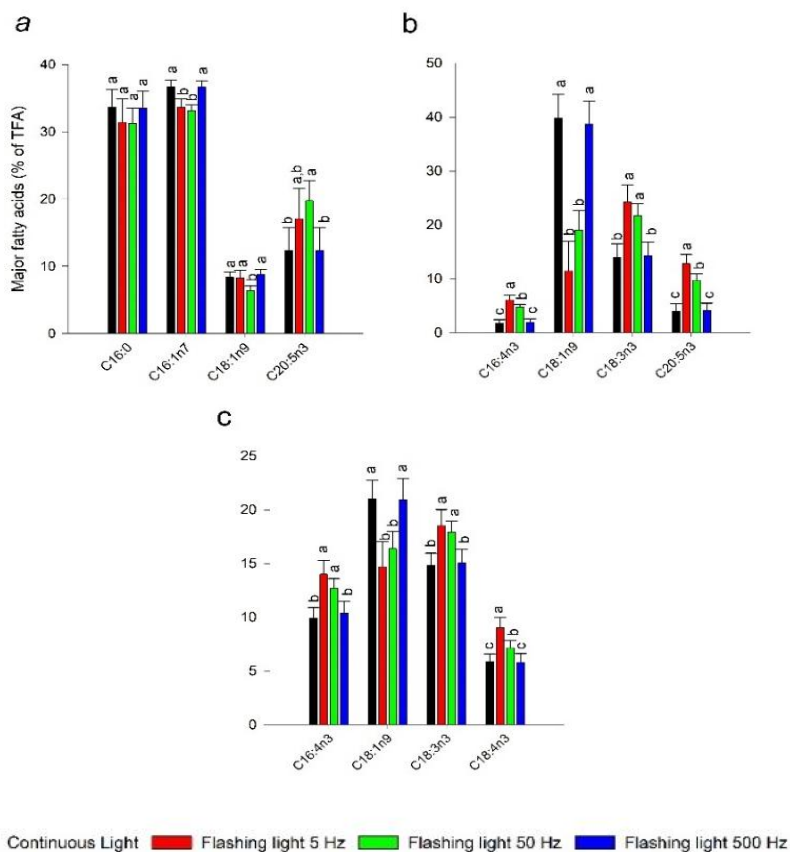 a
b
Major fatty acids (% of TFA)
40
30
20
10
0
a a a a
a b b a
a a b a
b a,b a b
C16:0
C16:1n7
C18:1n9
C20:5n3
50
40
30
20
10
0
c a b c
a b b a
b a a b
c a b c
C16:4n3
C18:1n9
C18:3n3
C20:5n3
c
25
20
15
10
5
0
b a a b
a b b a
b a a b
c a b c
C16:4n3
C18:1n9
C18:3n3
C18:4n3
Continuous Light Flashing light 5 Hz Flashing light 50 Hz Flashing light 500 Hz